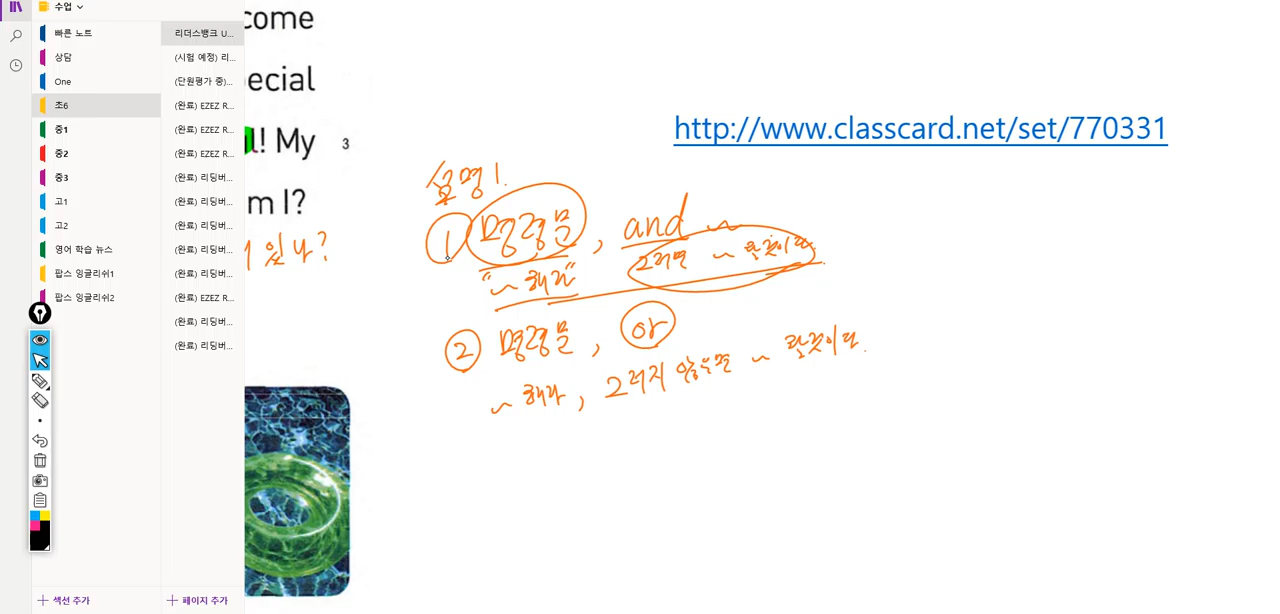 수업
빠른 노트
상담
One
초6
중1
중2
중3
고1
고2
영어 학습 뉴스
팝스 잉글리쉬1
팝스 잉글리쉬2
섹션 추가
리더스뱅크 U...
(시험 예정) 리...
(단원평가 중)...
(완료) EZEZ R...
(완료) EZEZ R...
(완료) EZEZ R...
(완료) 리딩버...
(완료) 리딩버...
(완료) 리딩버...
(완료) 리딩버...
(완료) 리딩버...
(완료) EZEZ R...
(완료) 리딩버...
(완료) 리딩버...
페이지 추가
come
ecial
! My 3
m I?
있나?
http://www.classcard.net/set/770331
설명1.
① 명령문, and ~
"~해라" 그러면 ~할것이다.
② 명령문, or
~해라, 그러지 않으면 ~ 할것이다.